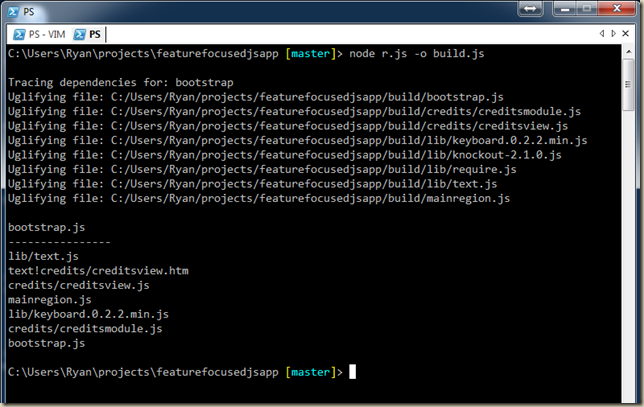 PS
PS - VIM PS
C:\Users\Ryan\projects\featurefocusedjsapp [master]> node r.js -o build.js
Tracing dependencies for: bootstrap
Uglifying file: C:/Users/Ryan/projects/featurefocusedjsapp/build/bootstrap.js
Uglifying file: C:/Users/Ryan/projects/featurefocusedjsapp/build/credits/creditsmodule.js
Uglifying file: C:/Users/Ryan/projects/featurefocusedjsapp/build/credits/creditsview.js
Uglifying file: C:/Users/Ryan/projects/featurefocusedjsapp/build/lib/keyboard.0.2.2.min.js
Uglifying file: C:/Users/Ryan/projects/featurefocusedjsapp/build/lib/knockout-2.1.0.js
Uglifying file: C:/Users/Ryan/projects/featurefocusedjsapp/build/lib/require.js
Uglifying file: C:/Users/Ryan/projects/featurefocusedjsapp/build/lib/text.js
Uglifying file: C:/Users/Ryan/projects/featurefocusedjsapp/build/mainregion.js
bootstrap.js
----------------
lib/text.js
text!credits/creditsview.htm
credits/creditsview.js
mainregion.js
lib/keyboard.0.2.2.min.js
credits/creditsmodule.js
bootstrap.js
C:\Users\Ryan\projects\featurefocusedjsapp [master]>